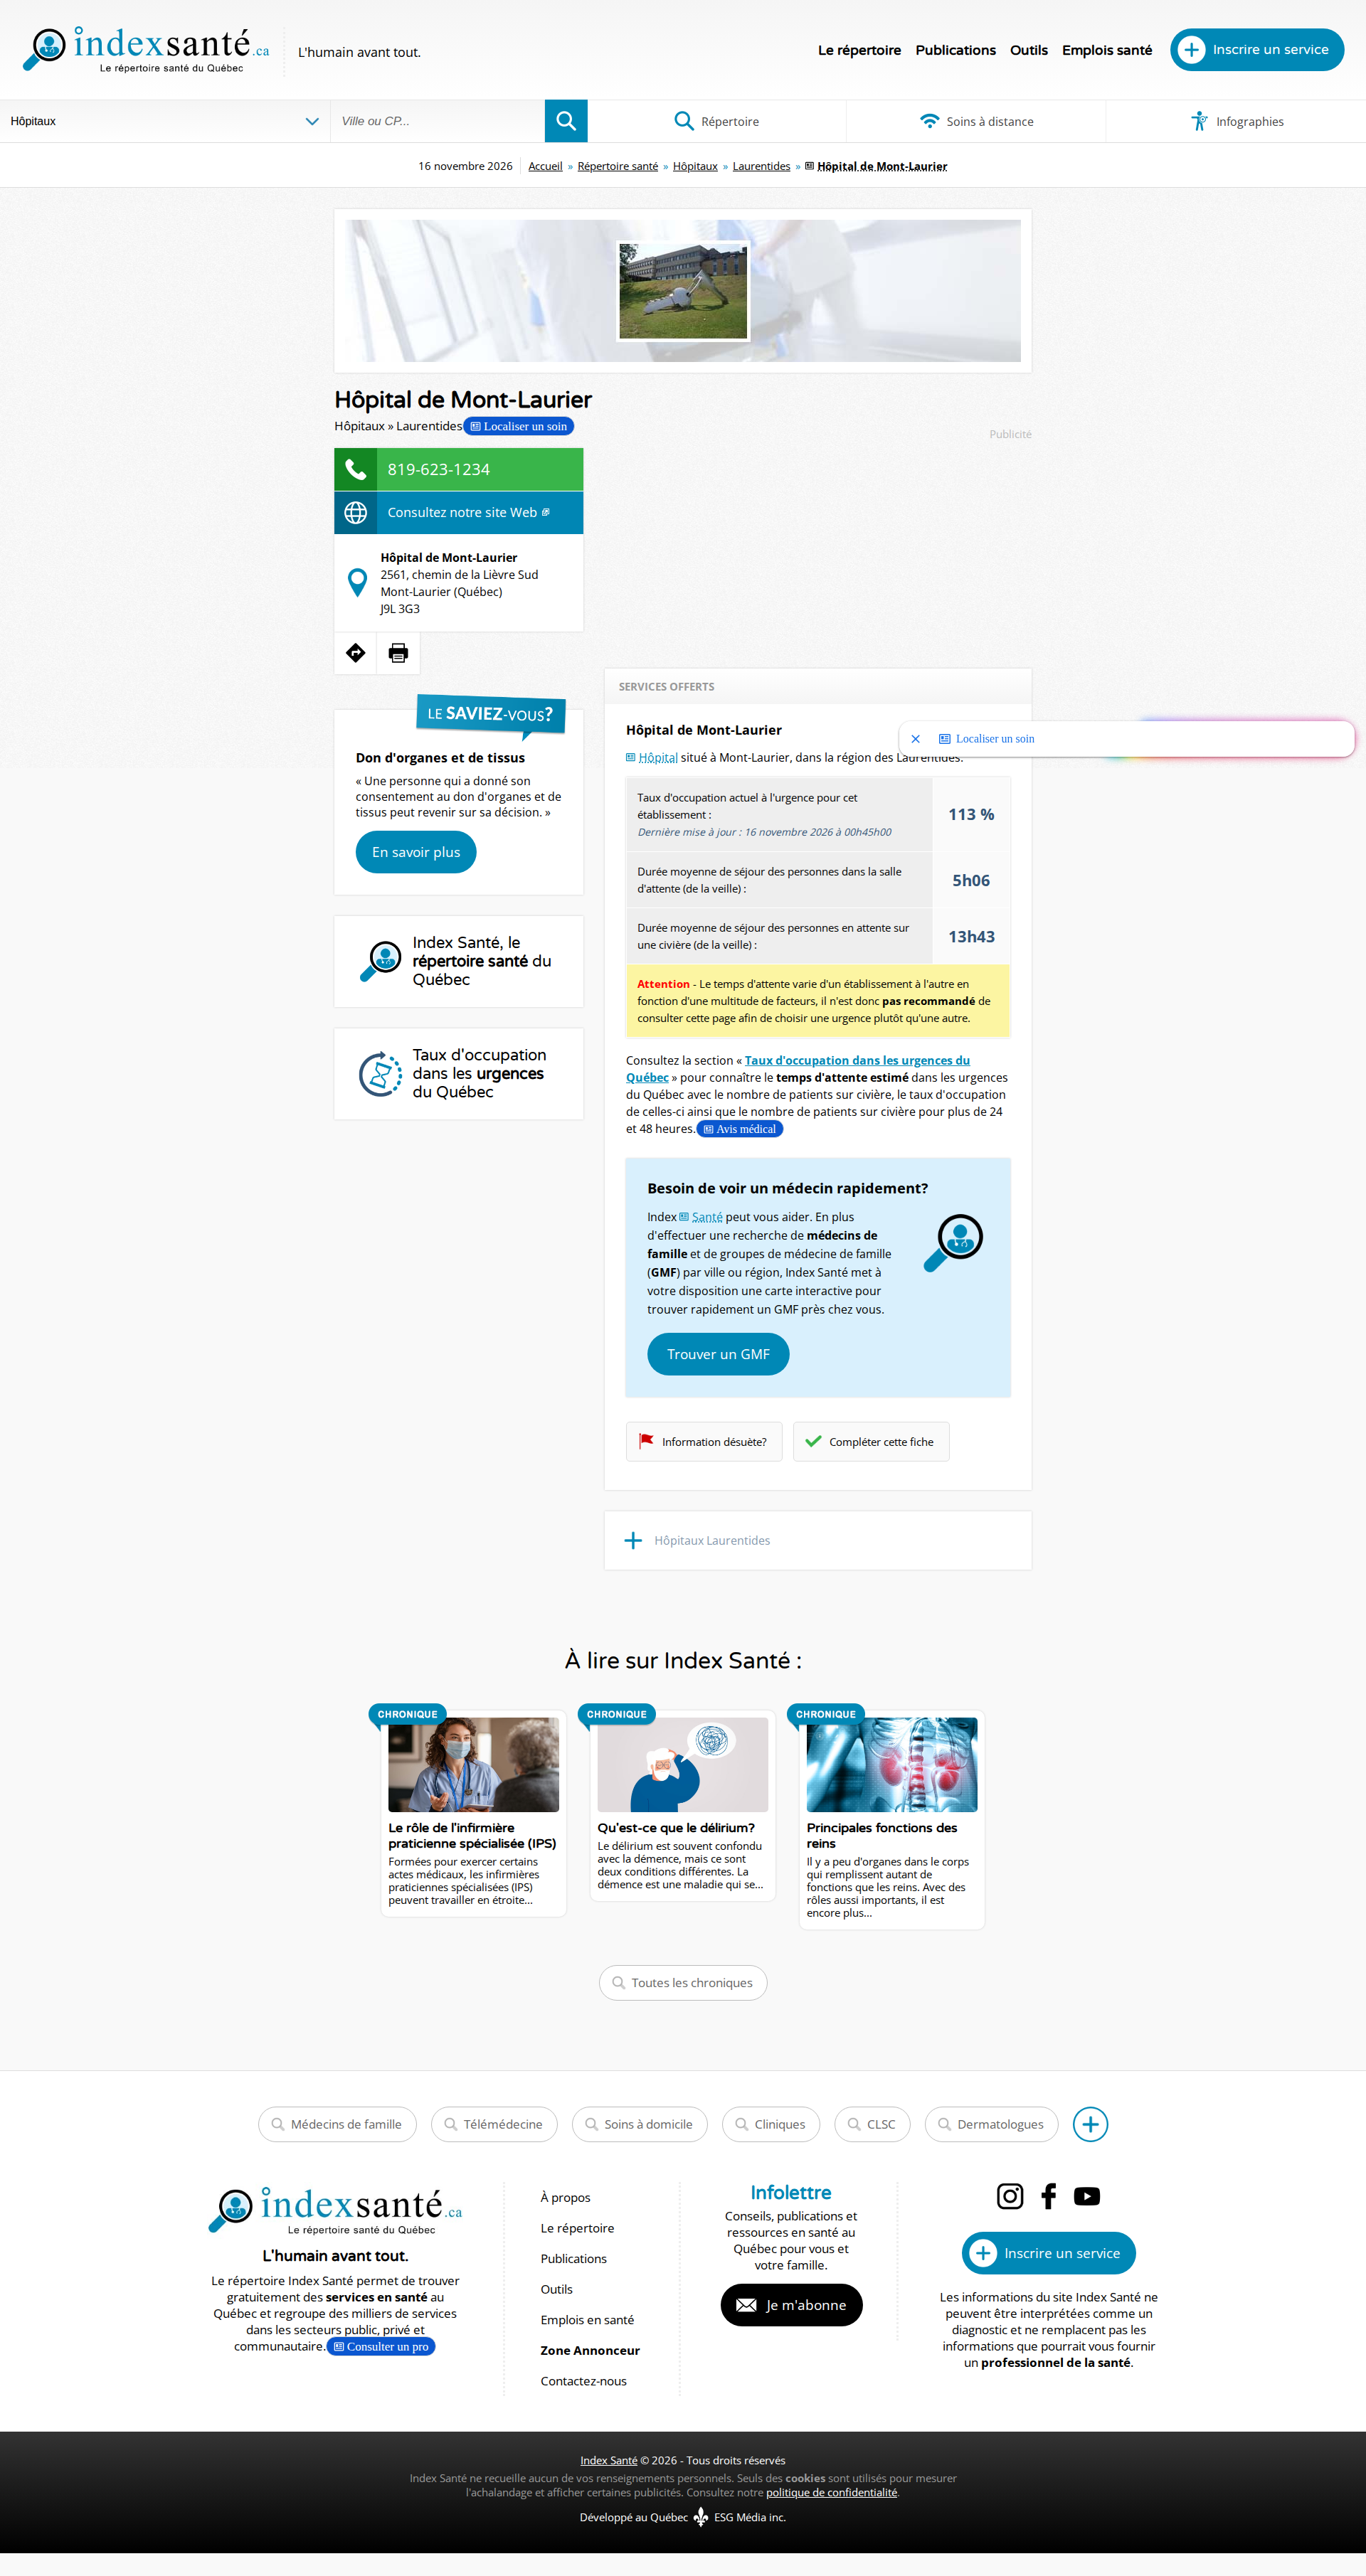 indexsanté.ca
Le répertoire santé du Québec
L'humain avant tout.
Le répertoire
Publications
Outils
Emplois santé
Inscrire un service
Hôpitaux
Ville ou CP...
Répertoire
Soins à distance
Infographies
16 novembre 2026
Accueil » Répertoire santé » Hôpitaux » Laurentides » Hôpital de Mont-Laurier
Hôpital de Mont-Laurier
Hôpitaux » Laurentides Localiser un soin
Publicité
819-623-1234
Consultez notre site Web
Hôpital de Mont-Laurier
2561, chemin de la Lièvre Sud
Mont-Laurier (Québec)
J9L 3G3
LE SAVIEZ-VOUS?
Don d'organes et de tissus
« Une personne qui a donné son
consentement au don d'organes et de
tissus peut revenir sur sa décision. »
En savoir plus
Index Santé, le
répertoire santé du
Québec
Taux d'occupation
dans les urgences
du Québec
SERVICES OFFERTS
Hôpital de Mont-Laurier
Localiser un soin
Hôpital situé à Mont-Laurier, dans la région des Laurentides.
Taux d'occupation actuel à l'urgence pour cet
établissement :
Dernière mise à jour : 16 novembre 2026 à 00h45h00
113 %
Durée moyenne de séjour des personnes dans la salle
d'attente (de la veille) :
5h06
Durée moyenne de séjour des personnes en attente sur
une civière (de la veille) :
13h43
Attention - Le temps d'attente varie d'un établissement à l'autre en
fonction d'une multitude de facteurs, il n'est donc pas recommandé de
consulter cette page afin de choisir une urgence plutôt qu'une autre.
Consultez la section « Taux d'occupation dans les urgences du
Québec » pour connaître le temps d'attente estimé dans les urgences
du Québec avec le nombre de patients sur civière, le taux d'occupation
de celles-ci ainsi que le nombre de patients sur civière pour plus de 24
et 48 heures. Avis médical
Besoin de voir un médecin rapidement?
Index Santé peut vous aider. En plus
d'effectuer une recherche de médecins de
famille et de groupes de médecine de famille
(GMF) par ville ou région, Index Santé met à
votre disposition une carte interactive pour
trouver rapidement un GMF près chez vous.
Trouver un GMF
Information désuète?
Compléter cette fiche
Hôpitaux Laurentides
À lire sur Index Santé :
CHRONIQUE
Le rôle de l'infirmière
praticienne spécialisée (IPS)
Formées pour exercer certains
actes médicaux, les infirmières
praticiennes spécialisées (IPS)
peuvent travailler en étroite...
CHRONIQUE
Qu'est-ce que le délirium?
Le délirium est souvent confondu
avec la démence, mais ce sont
deux conditions différentes. La
démence est une maladie qui se...
CHRONIQUE
Principales fonctions des
reins
Il y a peu d'organes dans le corps
qui remplissent autant de
fonctions que les reins. Avec des
rôles aussi importants, il est
encore plus...
Toutes les chroniques
Médecins de famille
Télémédecine
Soins à domicile
Cliniques
CLSC
Dermatologues
indexsanté.ca
Le répertoire santé du Québec
L'humain avant tout.
Le répertoire Index Santé permet de trouver
gratuitement des services en santé au
Québec et regroupe des milliers de services
dans les secteurs public, privé et
communautaire. Consulter un pro
À propos
Le répertoire
Publications
Outils
Emplois en santé
Zone Annonceur
Contactez-nous
Infolettre
Conseils, publications et
ressources en santé au
Québec pour vous et
votre famille.
Je m'abonne
Inscrire un service
Les informations du site Index Santé ne
peuvent être interprétées comme un
diagnostic et ne remplacent pas les
informations que pourrait vous fournir
un professionnel de la santé.
Index Santé © 2026 - Tous droits réservés
Index Santé ne recueille aucun de vos renseignements personnels. Seuls des cookies sont utilisés pour mesurer
l'achalandage et afficher certaines publicités. Consultez notre politique de confidentialité.
Développé au Québec ESG Média inc.